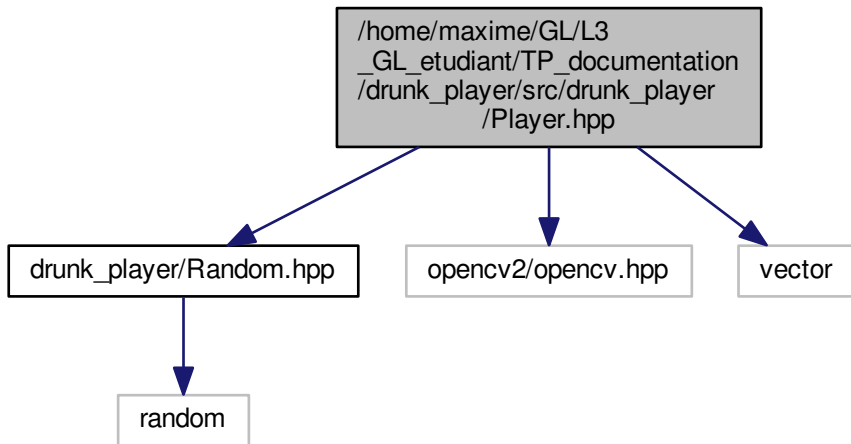 /home/maxime/GL/L3
_GL_etudiant/TP_documentation
/drunk_player/src/drunk_player
/Player.hpp
drunk_player/Random.hpp
opencv2/opencv.hpp
vector
random